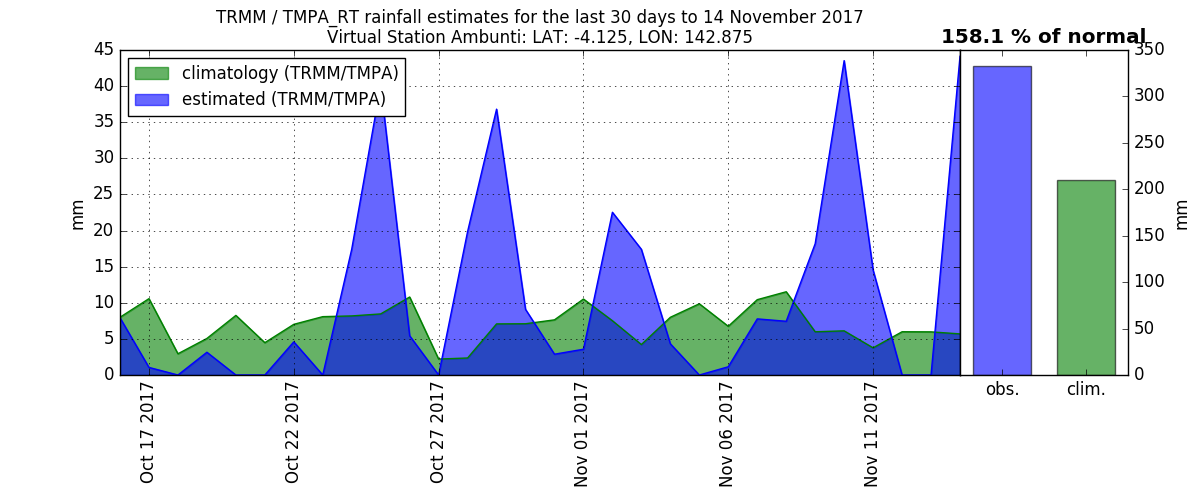 TRMM / TMPA_RT rainfall estimates for the last 30 days to 14 November 2017
Virtual Station Ambunti: LAT: -4.125, LON: 142.875
158.1 % of normal
climatology (TRMM/TMPA)
estimated (TRMM/TMPA)
mm
45
40
35
30
25
20
15
10
5
0
Oct 17 2017
Oct 22 2017
Oct 27 2017
Nov 01 2017
Nov 06 2017
Nov 11 2017
obs.
clim.
350
300
250
200
150
100
50
0
mm